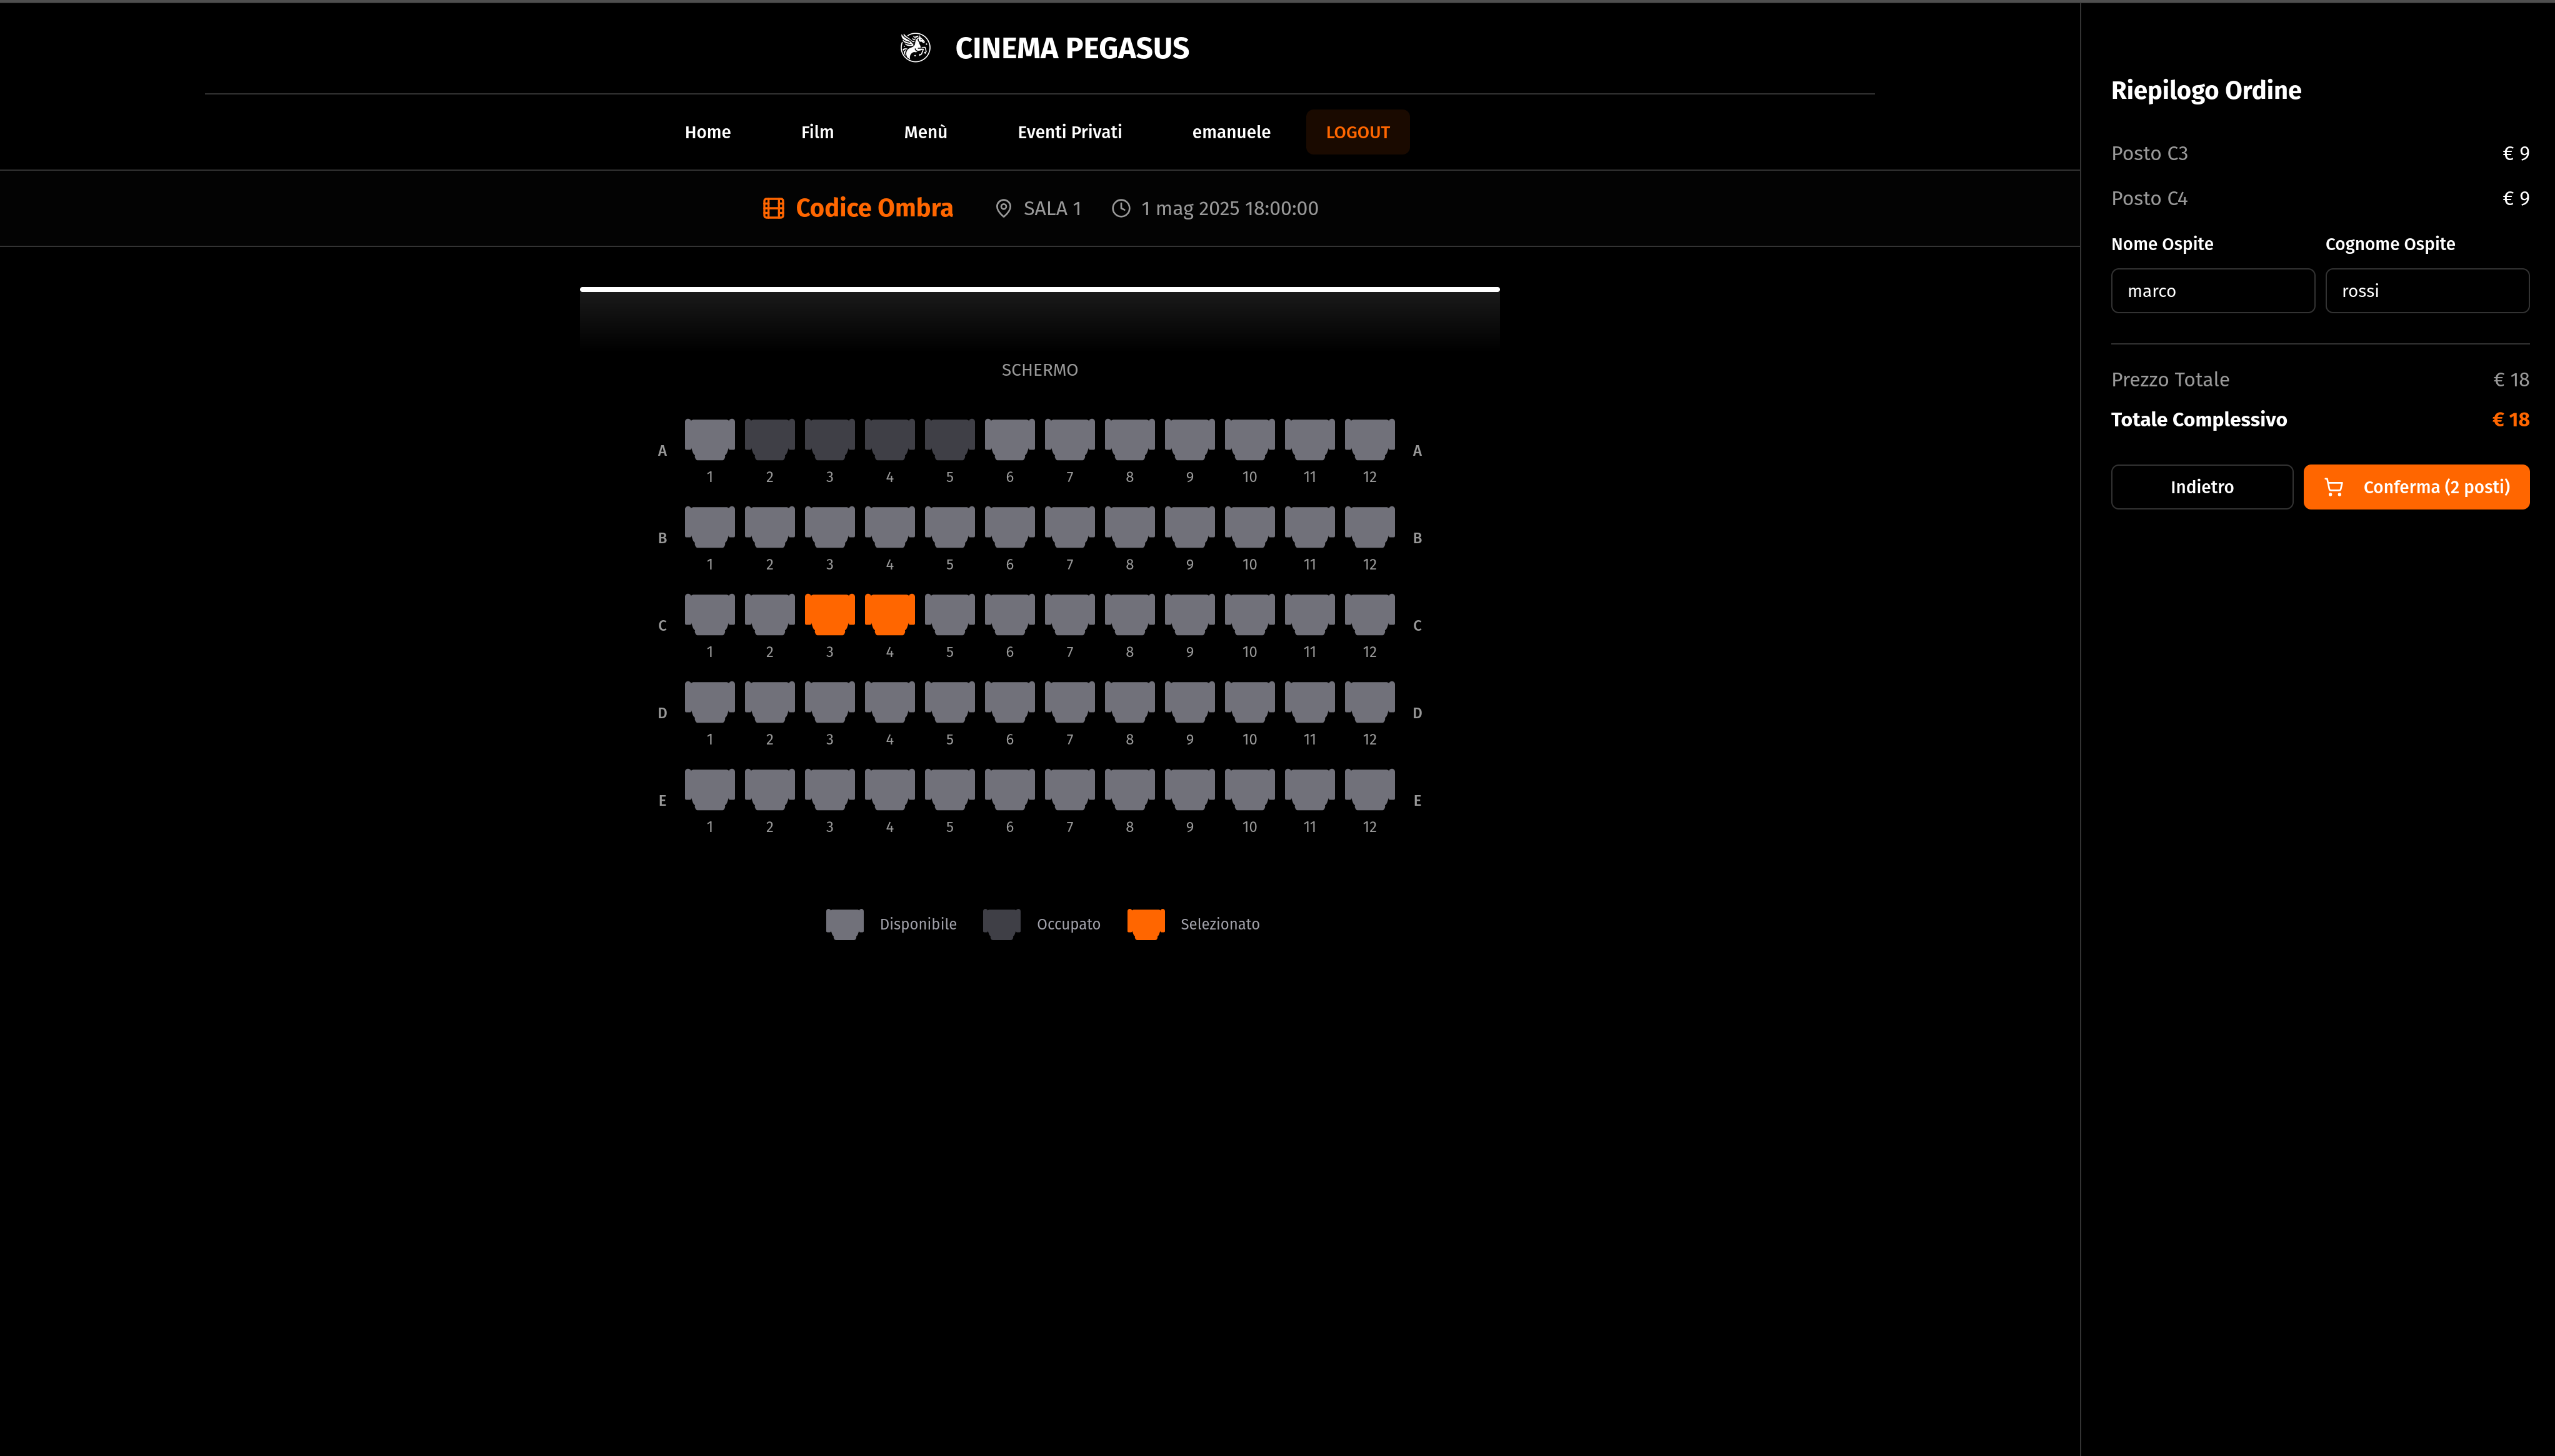 CINEMA PEGASUS
Home Film Menù Eventi Privati emanuele LOGOUT
Codice Ombra SALA 1 1 mag 2025 18:00:00
SCHERMO
A A
1 2 3 4 5 6 7 8 9 10 11 12
B B
1 2 3 4 5 6 7 8 9 10 11 12
C C
1 2 3 4 5 6 7 8 9 10 11 12
D D
1 2 3 4 5 6 7 8 9 10 11 12
E E
1 2 3 4 5 6 7 8 9 10 11 12
Disponibile Occupato Selezionato
Riepilogo Ordine
Posto C3 € 9
Posto C4 € 9
Nome Ospite Cognome Ospite
marco rossi
Prezzo Totale € 18
Totale Complessivo € 18
Indietro Conferma (2 posti)